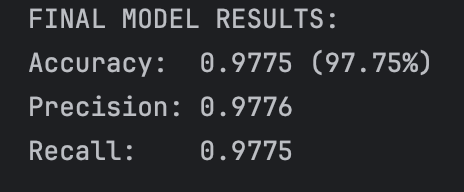 FINAL MODEL RESULTS:
Accuracy:  0.9775 (97.75%)
Precision: 0.9776
Recall:    0.9775